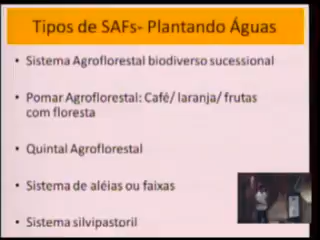 Tipos de SAFs- Plantando Águas
• Sistema Agroflorestal biodiverso sucessional
• Pomar Agroflorestal: Café/ laranja/ frutas
com floresta
• Quintal Agroflorestal
• Sistema de aléias ou faixas
• Sistema silvipastoril